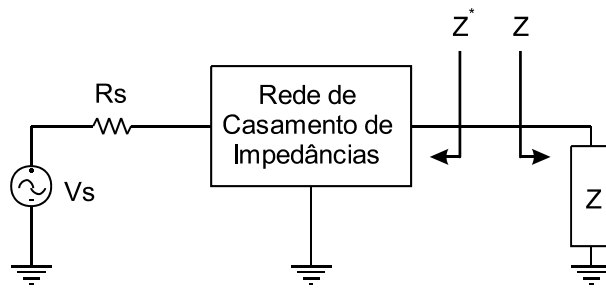 Z*
Z
Rs
Rede de
Casamento de
Impedâncias
Vs
Z